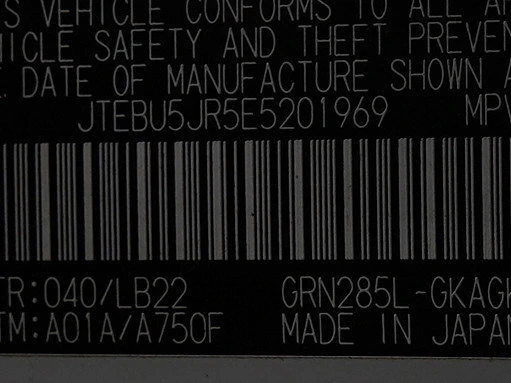 S VEHICLE CONFORMS TO ALL A
HICLE SAFETY AND THEFT PREVEN
DATE OF MANUFACTURE SHOWN A
JTEBU5JR5E5201969 MPV
TR:040/LB22 GRN285L-GKAGK
TM:A01A/A750F MADE IN JAPAN